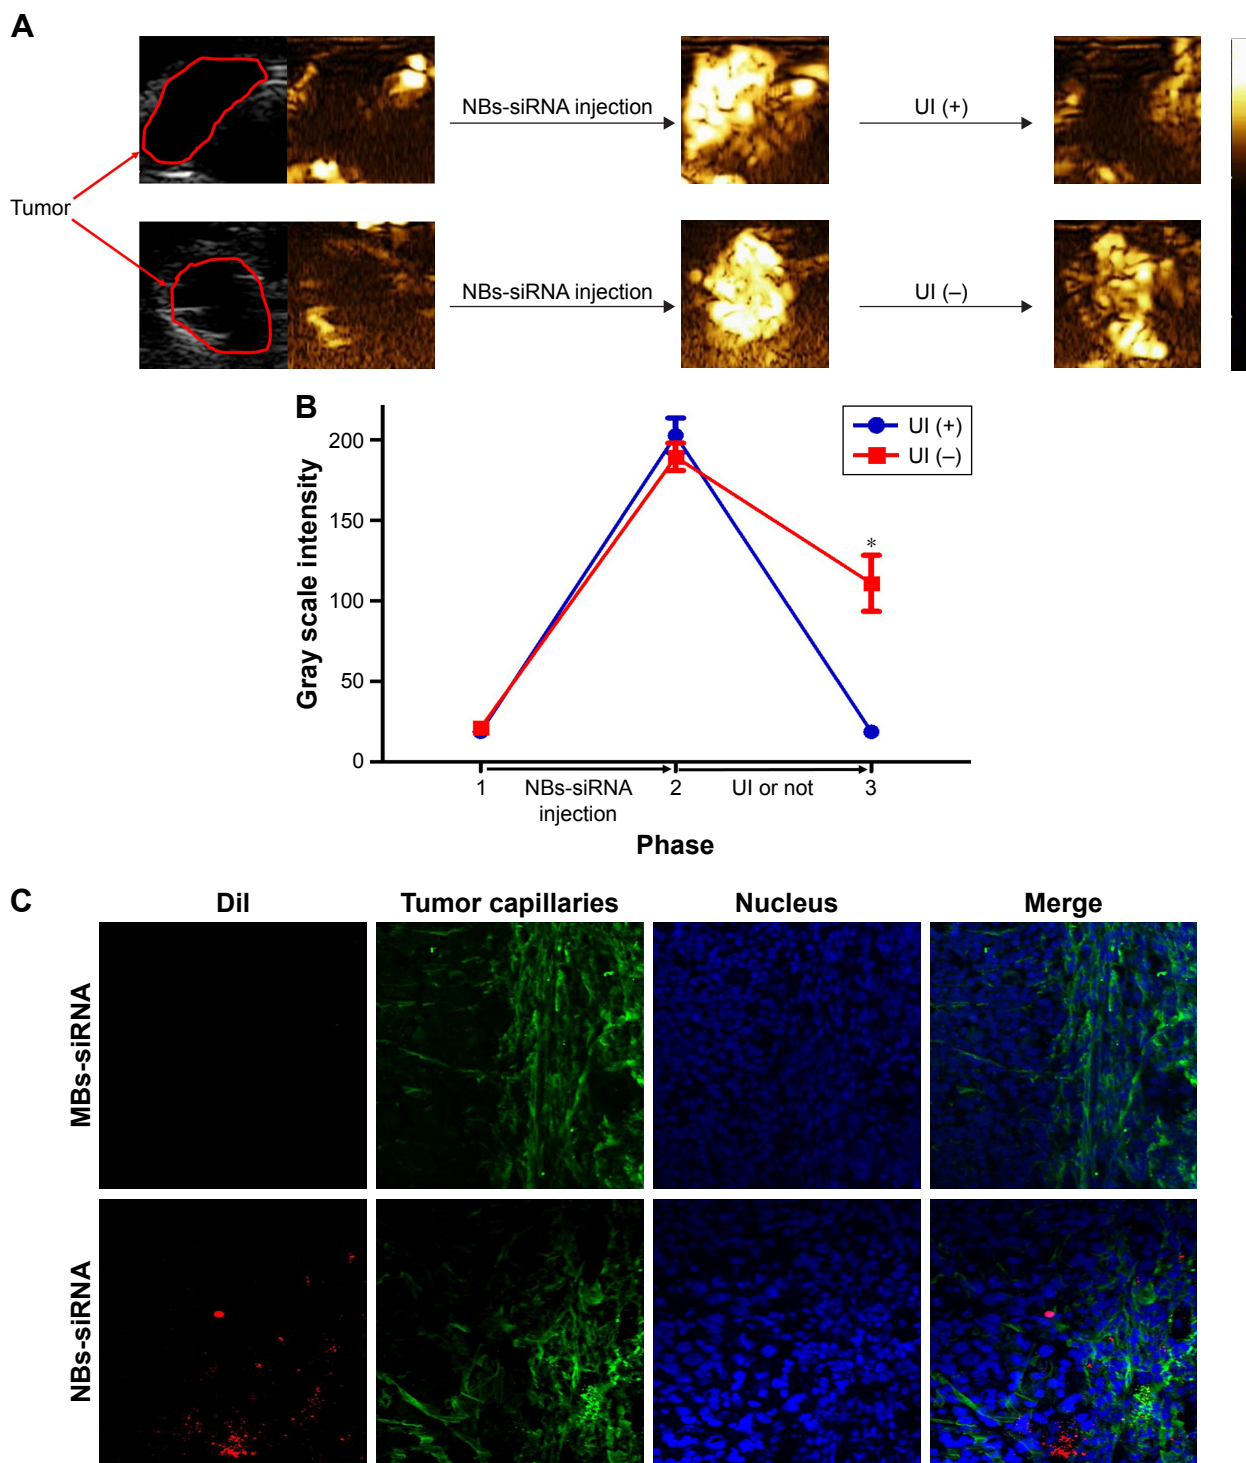 A
NBs-siRNA injection
UI (+)
Tumor
NBs-siRNA injection
UI (–)
B
Gray scale intensity
200
150
100
50
0
UI (+)
UI (–)
*
1
NBs-siRNA
injection
2
UI or not
3
Phase
C
DiI
Tumor capillaries
Nucleus
Merge
MBs-siRNA
NBs-siRNA